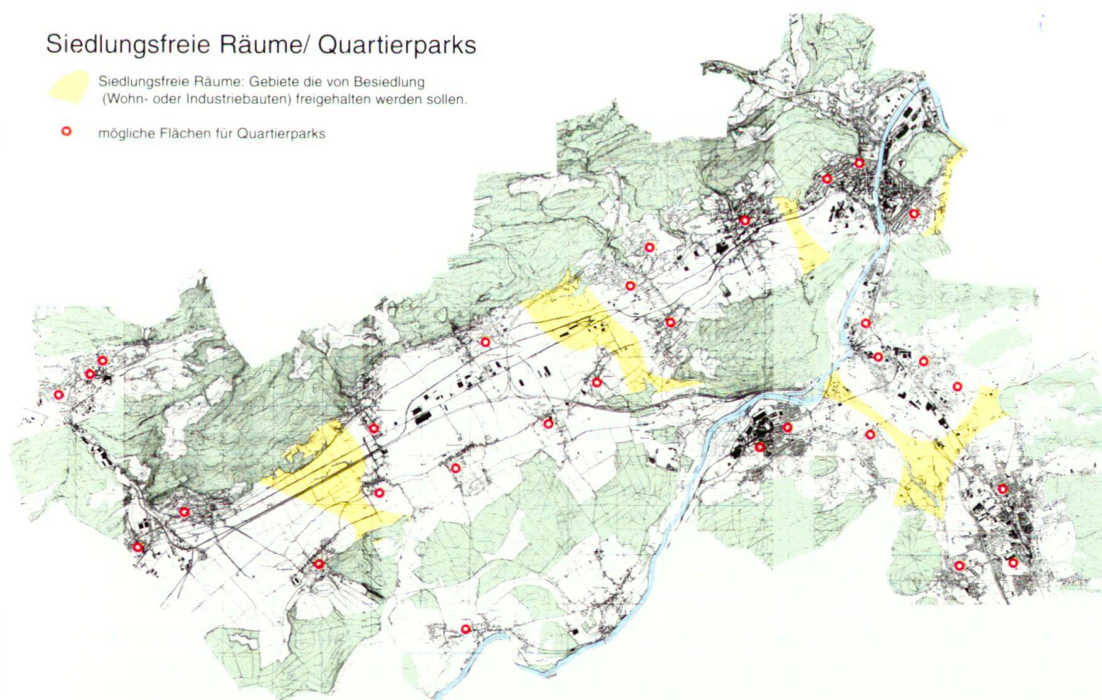 Siedlungsfreie Räume/ Quartierparks
Siedlungsfreie Räume: Gebiete die von Besiedlung
(Wohn- oder Industriebauten) freigehalten werden sollen.
mögliche Flächen für Quartierparks